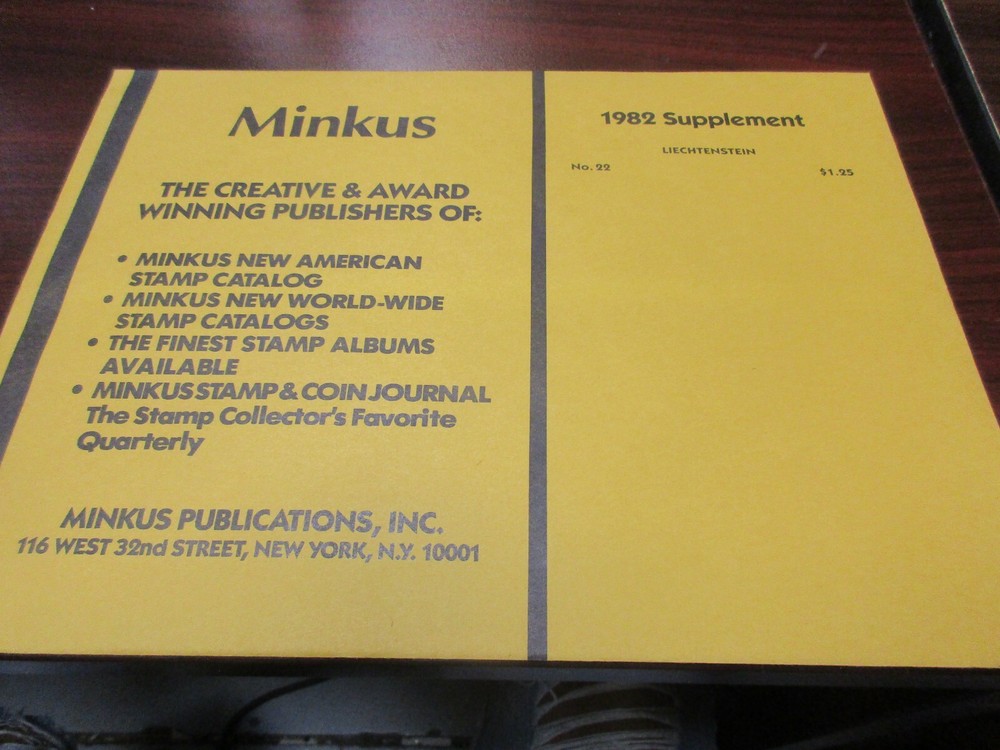 Minkus
THE CREATIVE & AWARD
WINNING PUBLISHERS OF:
• MINKUS NEW AMERICAN
STAMP CATALOG
• MINKUS NEW WORLD-WIDE
STAMP CATALOGS
• THE FINEST STAMP ALBUMS
AVAILABLE
• MINKUS STAMP & COIN JOURNAL
The Stamp Collector's Favorite
Quarterly
MINKUS PUBLICATIONS, INC.
116 WEST 32nd STREET, NEW YORK, N.Y. 10001
1982 Supplement
LIECHTENSTEIN
No. 22 $1.25